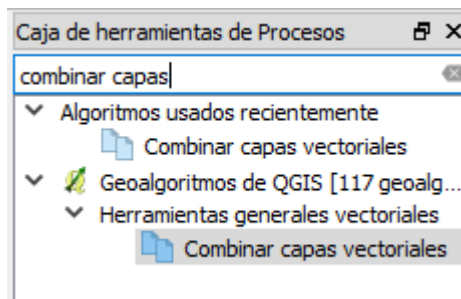 Caja de herramientas de Procesos
combinar capas
Algoritmos usados recientemente
Combinar capas vectoriales
Geoalgoritmos de QGIS [117 geoalg...
Herramientas generales vectoriales
Combinar capas vectoriales